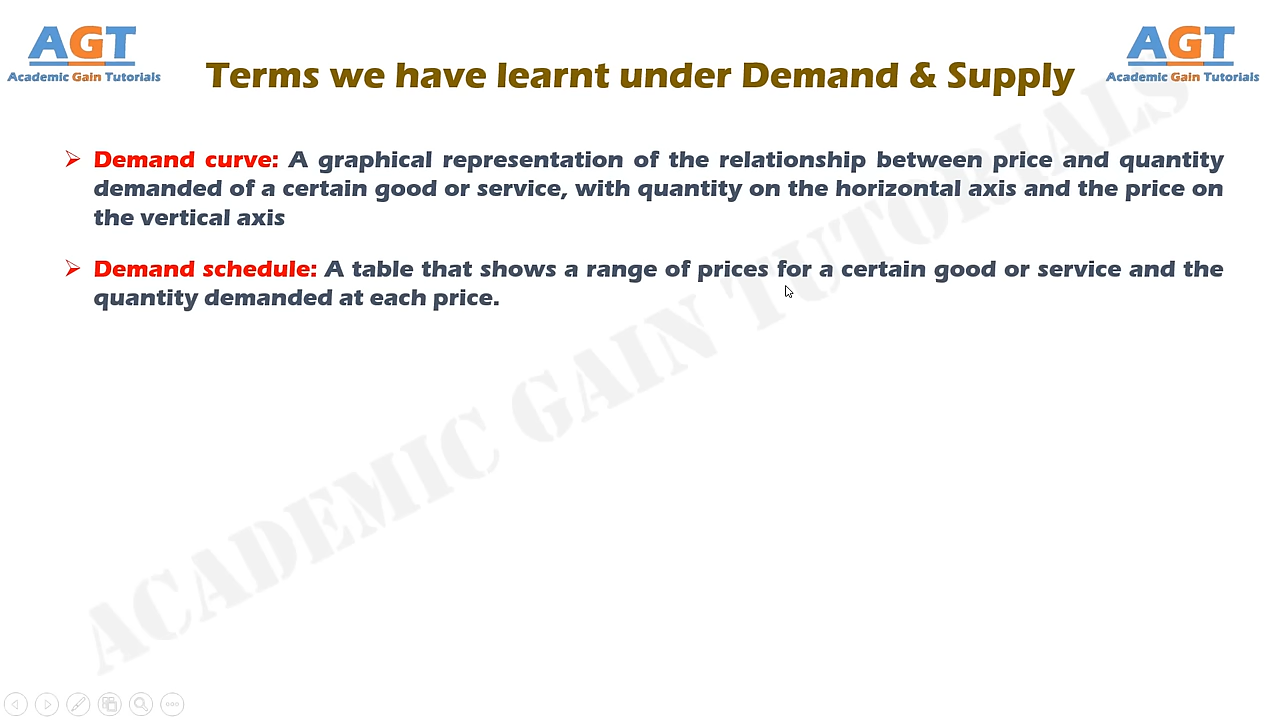 AGT
Academic Gain Tutorials
AGT
Academic Gain Tutorials
Terms we have learnt under Demand & Supply
Demand curve: A graphical representation of the relationship between price and quantity
demanded of a certain good or service, with quantity on the horizontal axis and the price on
the vertical axis
Demand schedule: A table that shows a range of prices for a certain good or service and the
quantity demanded at each price.
ACADEMIC GAIN TUTORIALS